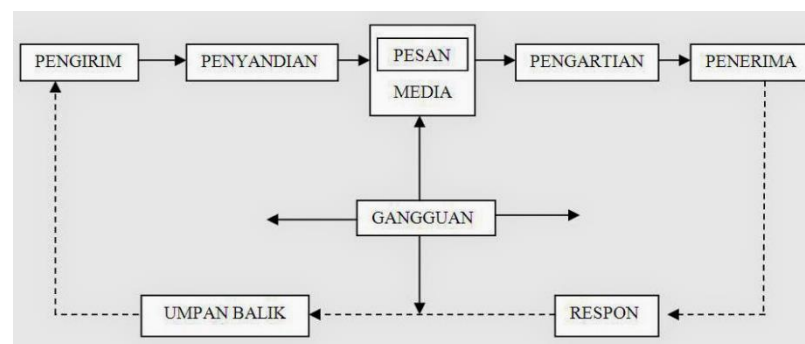 PENGIRIM
PENYANDIAN
PESAN
MEDIA
PENGARTIAN
PENERIMA
GANGGUAN
UMPAN BALIK
RESPON